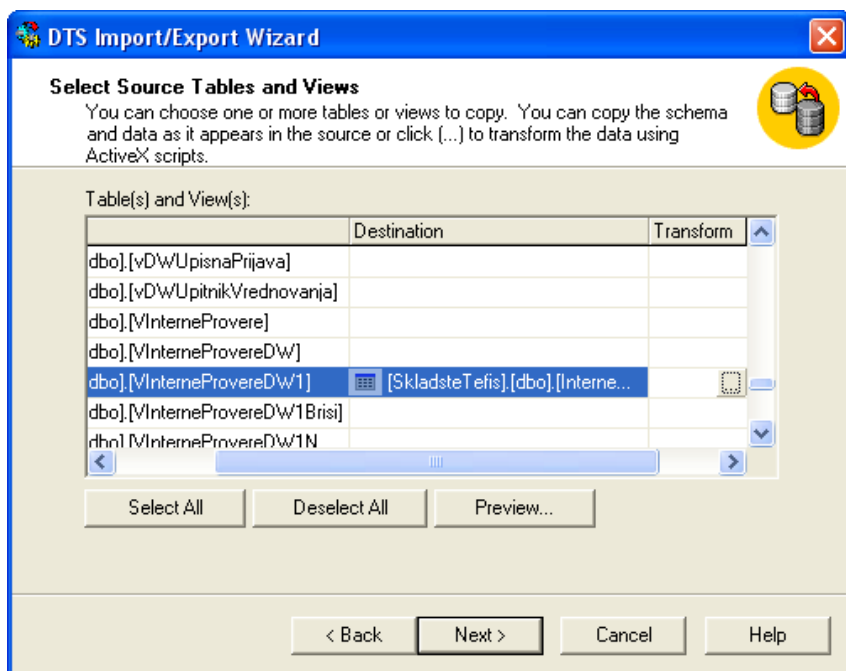 DTS Import/Export Wizard
Select Source Tables and Views
You can choose one or more tables or views to copy. You can copy the schema
and data as it appears in the source or click (...) to transform the data using
ActiveX scripts.
Table(s) and View(s):
Destination Transform
dbo].[vDWUpisnaPrijava]
dbo].[vDWUpitnikVrednovanja]
dbo].[VInterneProvere]
dbo].[VInterneProvereDW]
dbo].[VInterneProvereDW1] [SkladsteTefis].[dbo].[Interne... ...
dbo].[VInterneProvereDW1Brisi]
dbo].[VInterneProvereDW1N
Select All Deselect All Preview...
< Back Next > Cancel Help